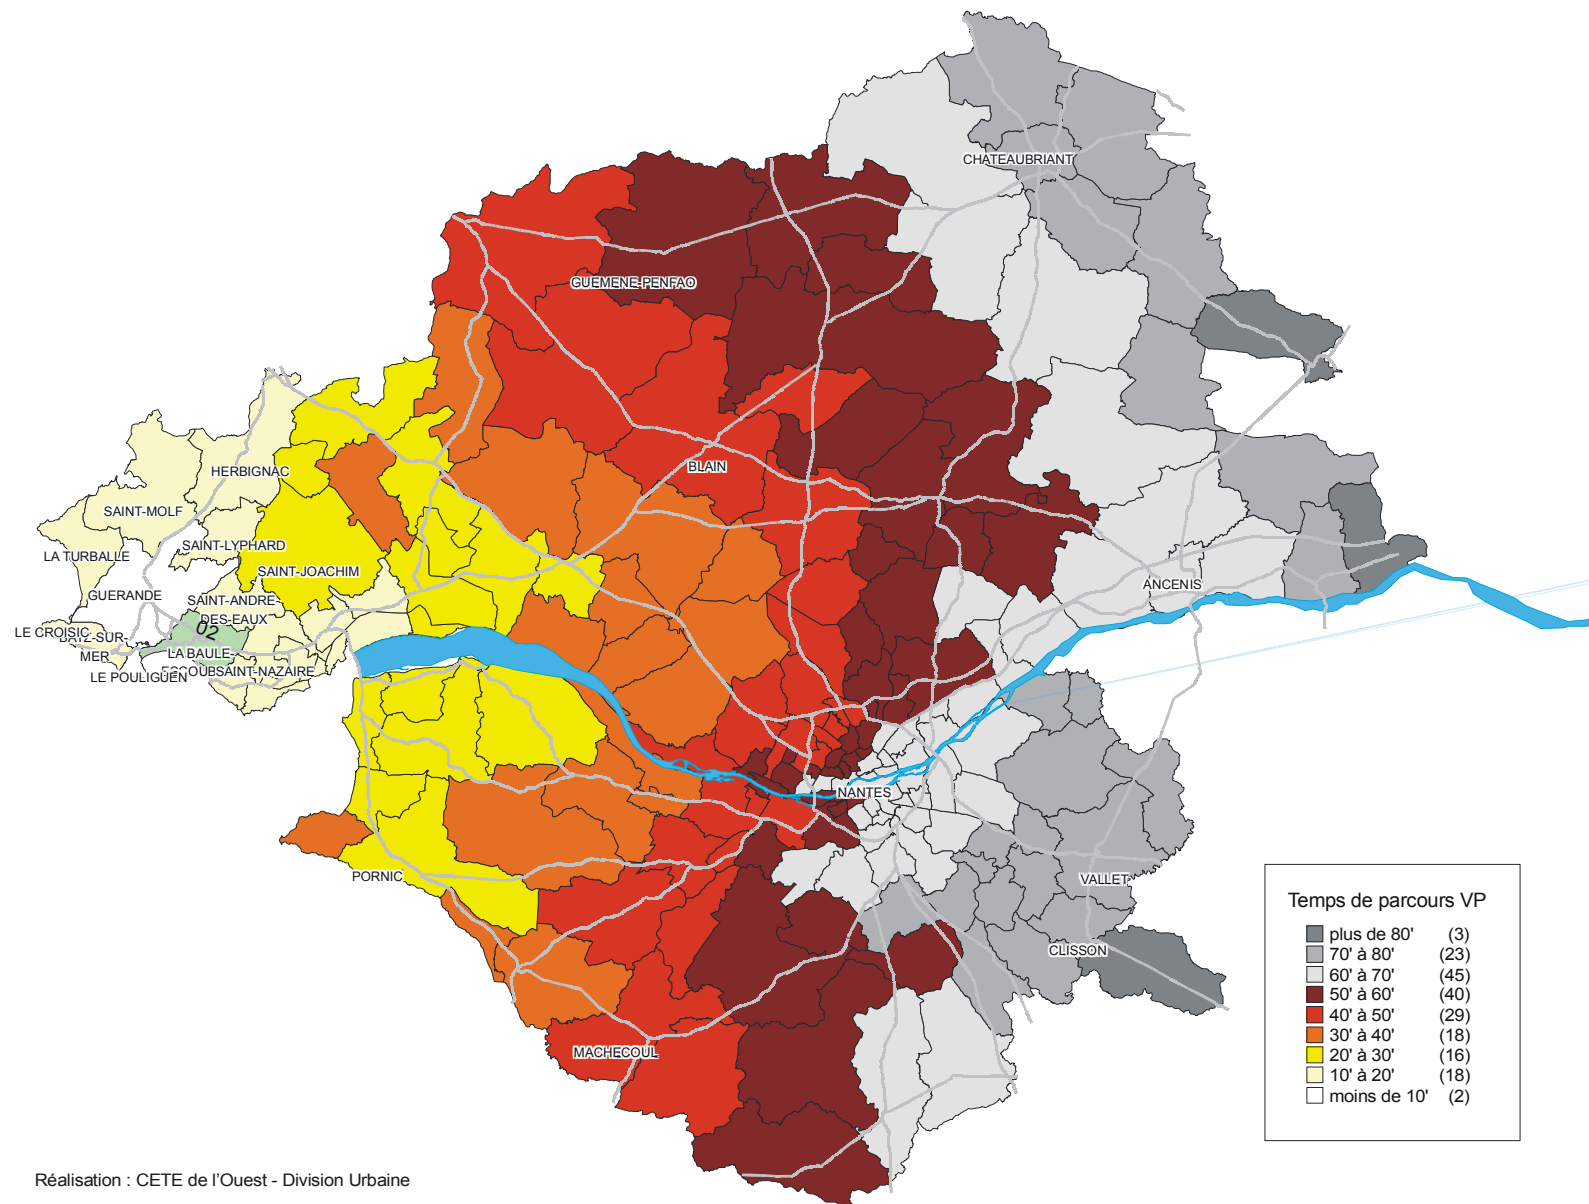 CHATEAUBRIANT
GUEMENE-PENFAO
HERBIGNAC
BLAIN
SAINT-MOLF
SAINT-LYPHARD
LA TURBALLE
SAINT-JOACHIM
ANCENIS
GUERANDE
SAINT-ANDRE-
DES-EAUX
02
LE CROISIC
BATZ-SUR-
MER
LA BAULE-
ESCOUB
SAINT-NAZAIRE
LE POULIGUEN
NANTES
PORNIC
VALLET
CLISSON
MACHECOUL
Temps de parcours VP
plus de 80' (3)
70' à 80' (23)
60' à 70' (45)
50' à 60' (40)
40' à 50' (29)
30' à 40' (18)
20' à 30' (16)
10' à 20' (18)
moins de 10' (2)
Réalisation : CETE de l'Ouest - Division Urbaine